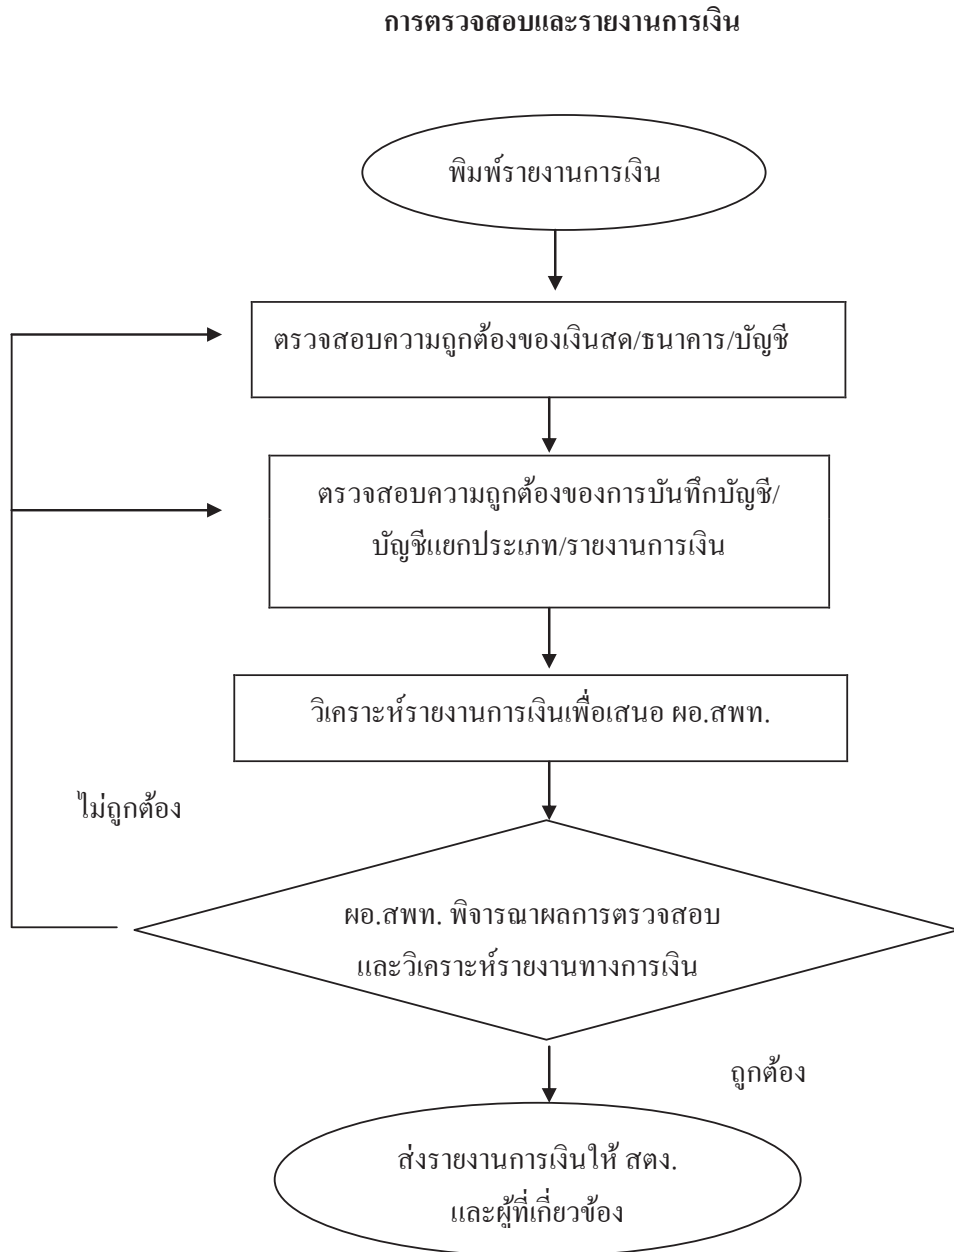 การตรวจสอบและรายงานการเงิน
พิมพ์รายงานการเงิน
ตรวจสอบความถูกต้องของเงินสด/ธนาคาร/บัญชี
ตรวจสอบความถูกต้องของการบันทึกบัญชี/
บัญชีแยกประเภท/รายงานการเงิน
วิเคราะห์รายงานการเงินเพื่อเสนอ ผอ.สพท.
ไม่ถูกต้อง
ผอ.สพท. พิจารณาผลการตรวจสอบ
และวิเคราะห์รายงานทางการเงิน
ถูกต้อง
ส่งรายงานการเงินให้ สตง.
และผู้ที่เกี่ยวข้อง